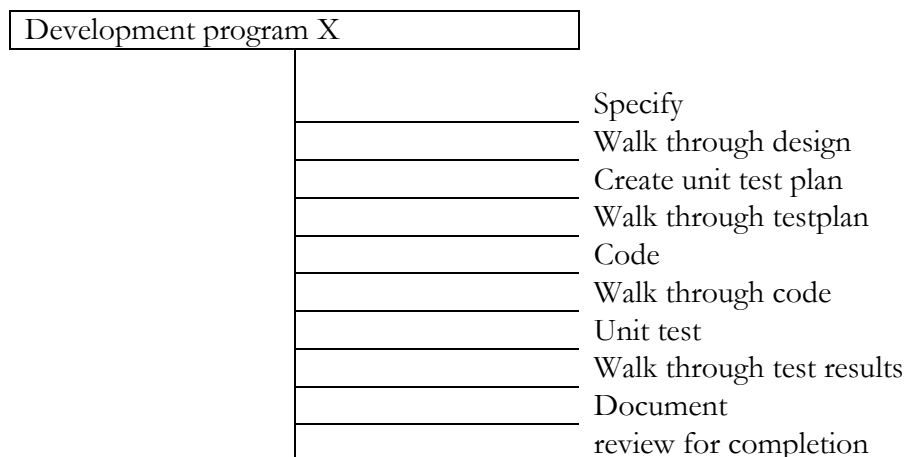 Development program X
Specify
Walk through design
Create unit test plan
Walk through testplan
Code
Walk through code
Unit test
Walk through test results
Document
review for completion